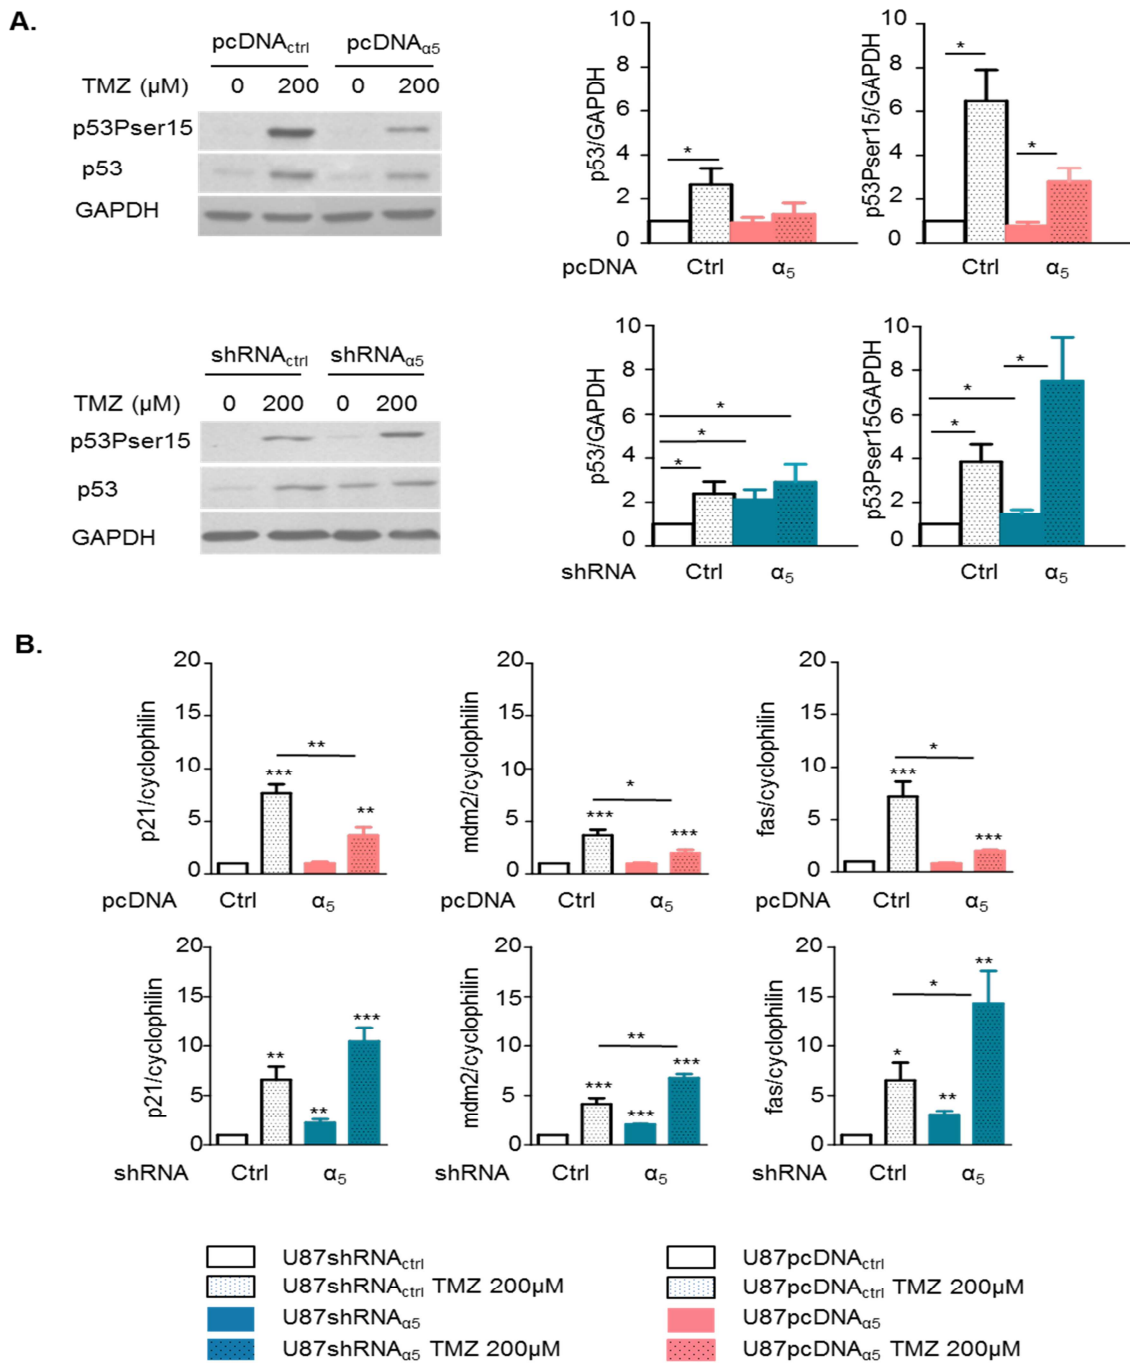 A.
pcDNActrl pcDNAα5
TMZ (µM) 0 200 0 200
p53Pser15
p53
GAPDH
p53/GAPDH
10
8
6
4
2
0
*
pcDNA Ctrl α5
p53Pser15/GAPDH
10
8
6
4
2
0
* *
Ctrl α5
shRNActrl shRNAα5
TMZ (µM) 0 200 0 200
p53Pser15
p53
GAPDH
p53/GAPDH
10
8
6
4
2
0
*
*
*
shRNA Ctrl α5
p53Pser15GAPDH
10
8
6
4
2
0
*
*
*
Ctrl α5
B.
p21/cyclophilin
20
15
10
5
0
**
***
**
pcDNA Ctrl α5
mdm2/cyclophilin
20
15
10
5
0
*
***
***
pcDNA Ctrl α5
fas/cyclophilin
20
15
10
5
0
*
***
***
pcDNA Ctrl α5
p21/cyclophilin
20
15
10
5
0
***
**
**
shRNA Ctrl α5
mdm2/cyclophilin
20
15
10
5
0
**
***
***
***
shRNA Ctrl α5
fas/cyclophilin
20
15
10
5
0
**
*
*
**
shRNA Ctrl α5
U87shRNActrl
U87shRNActrl TMZ 200µM
U87shRNAα5
U87shRNAα5 TMZ 200µM
U87pcDNActrl
U87pcDNActrl TMZ 200µM
U87pcDNAα5
U87pcDNAα5 TMZ 200µM